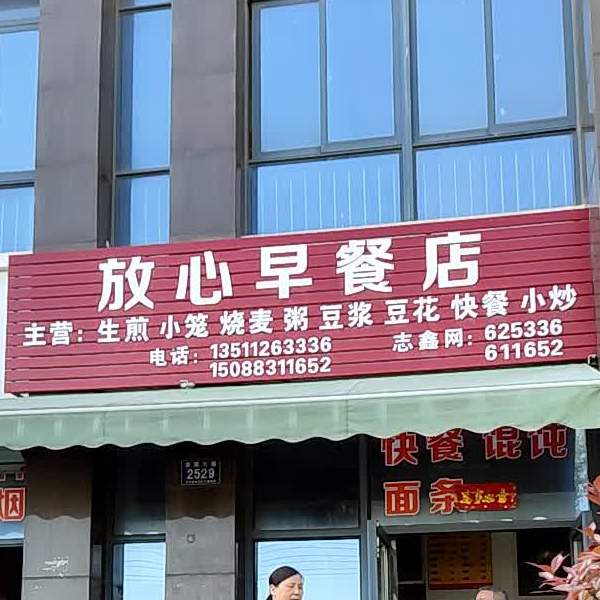 放心早餐店
主营：生煎 小笼 烧麦 粥 豆浆 豆花 快餐 小炒
电话：13511263336 志鑫网：625336
15088311652 611652
2529
快餐 馄饨
面条
烟